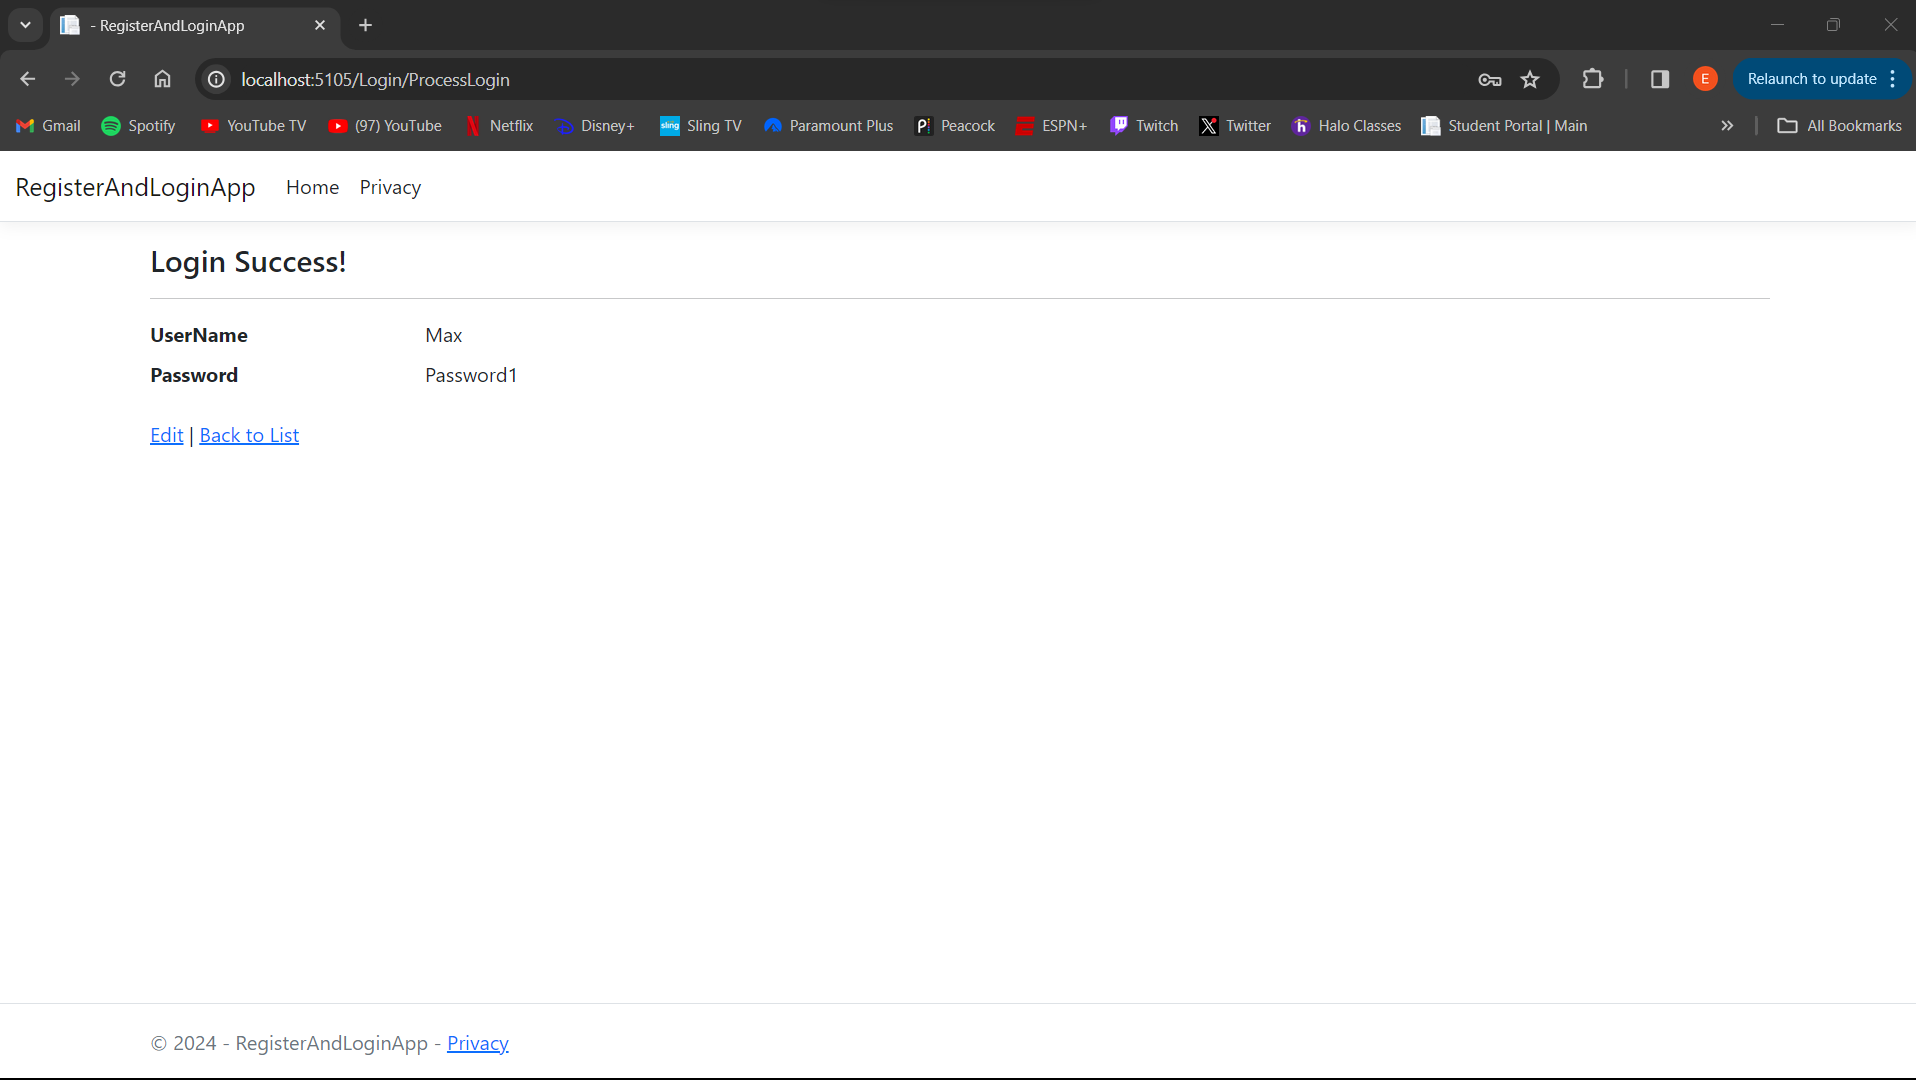 - RegisterAndLoginApp
localhost:5105/Login/ProcessLogin
E
Relaunch to update
Gmail Spotify YouTube TV (97) YouTube Netflix Disney+ sling Sling TV Paramount Plus P Peacock ESPN+ Twitch X Twitter h Halo Classes Student Portal | Main » All Bookmarks
RegisterAndLoginApp Home Privacy
Login Success!
UserName Max
Password Password1
Edit | Back to List
© 2024 - RegisterAndLoginApp - Privacy